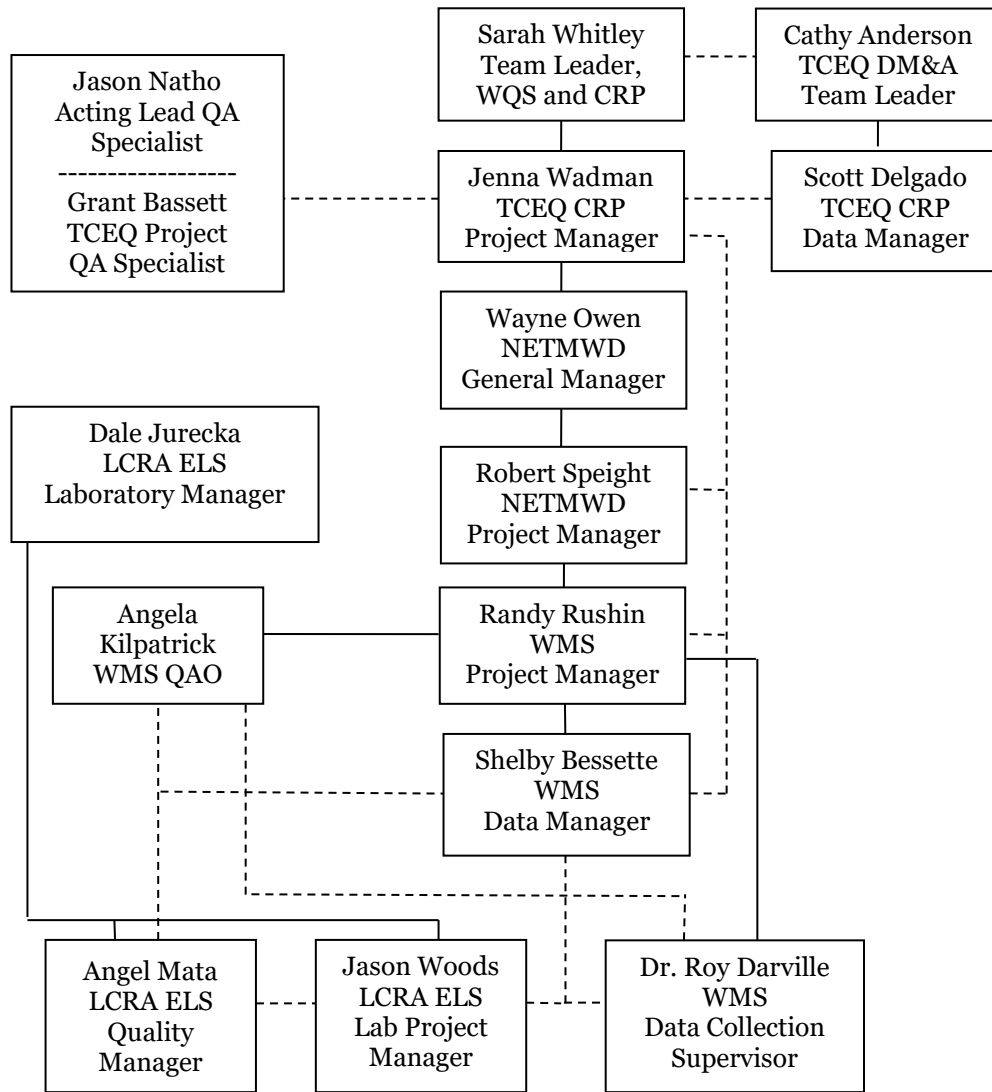 Sarah Whitley
Team Leader,
WQS and CRP
Cathy Anderson
TCEQ DM&A
Team Leader
Jason Natho
Acting Lead QA
Specialist
------------------
Grant Bassett
TCEQ Project
QA Specialist
Jenna Wadman
TCEQ CRP
Project Manager
Scott Delgado
TCEQ CRP
Data Manager
Wayne Owen
NETMWD
General Manager
Dale Jurecka
LCRA ELS
Laboratory Manager
Robert Speight
NETMWD
Project Manager
Angela
Kilpatrick
WMS QAO
Randy Rushin
WMS
Project Manager
Shelby Bessette
WMS
Data Manager
Angel Mata
LCRA ELS
Quality
Manager
Jason Woods
LCRA ELS
Lab Project
Manager
Dr. Roy Darville
WMS
Data Collection
Supervisor